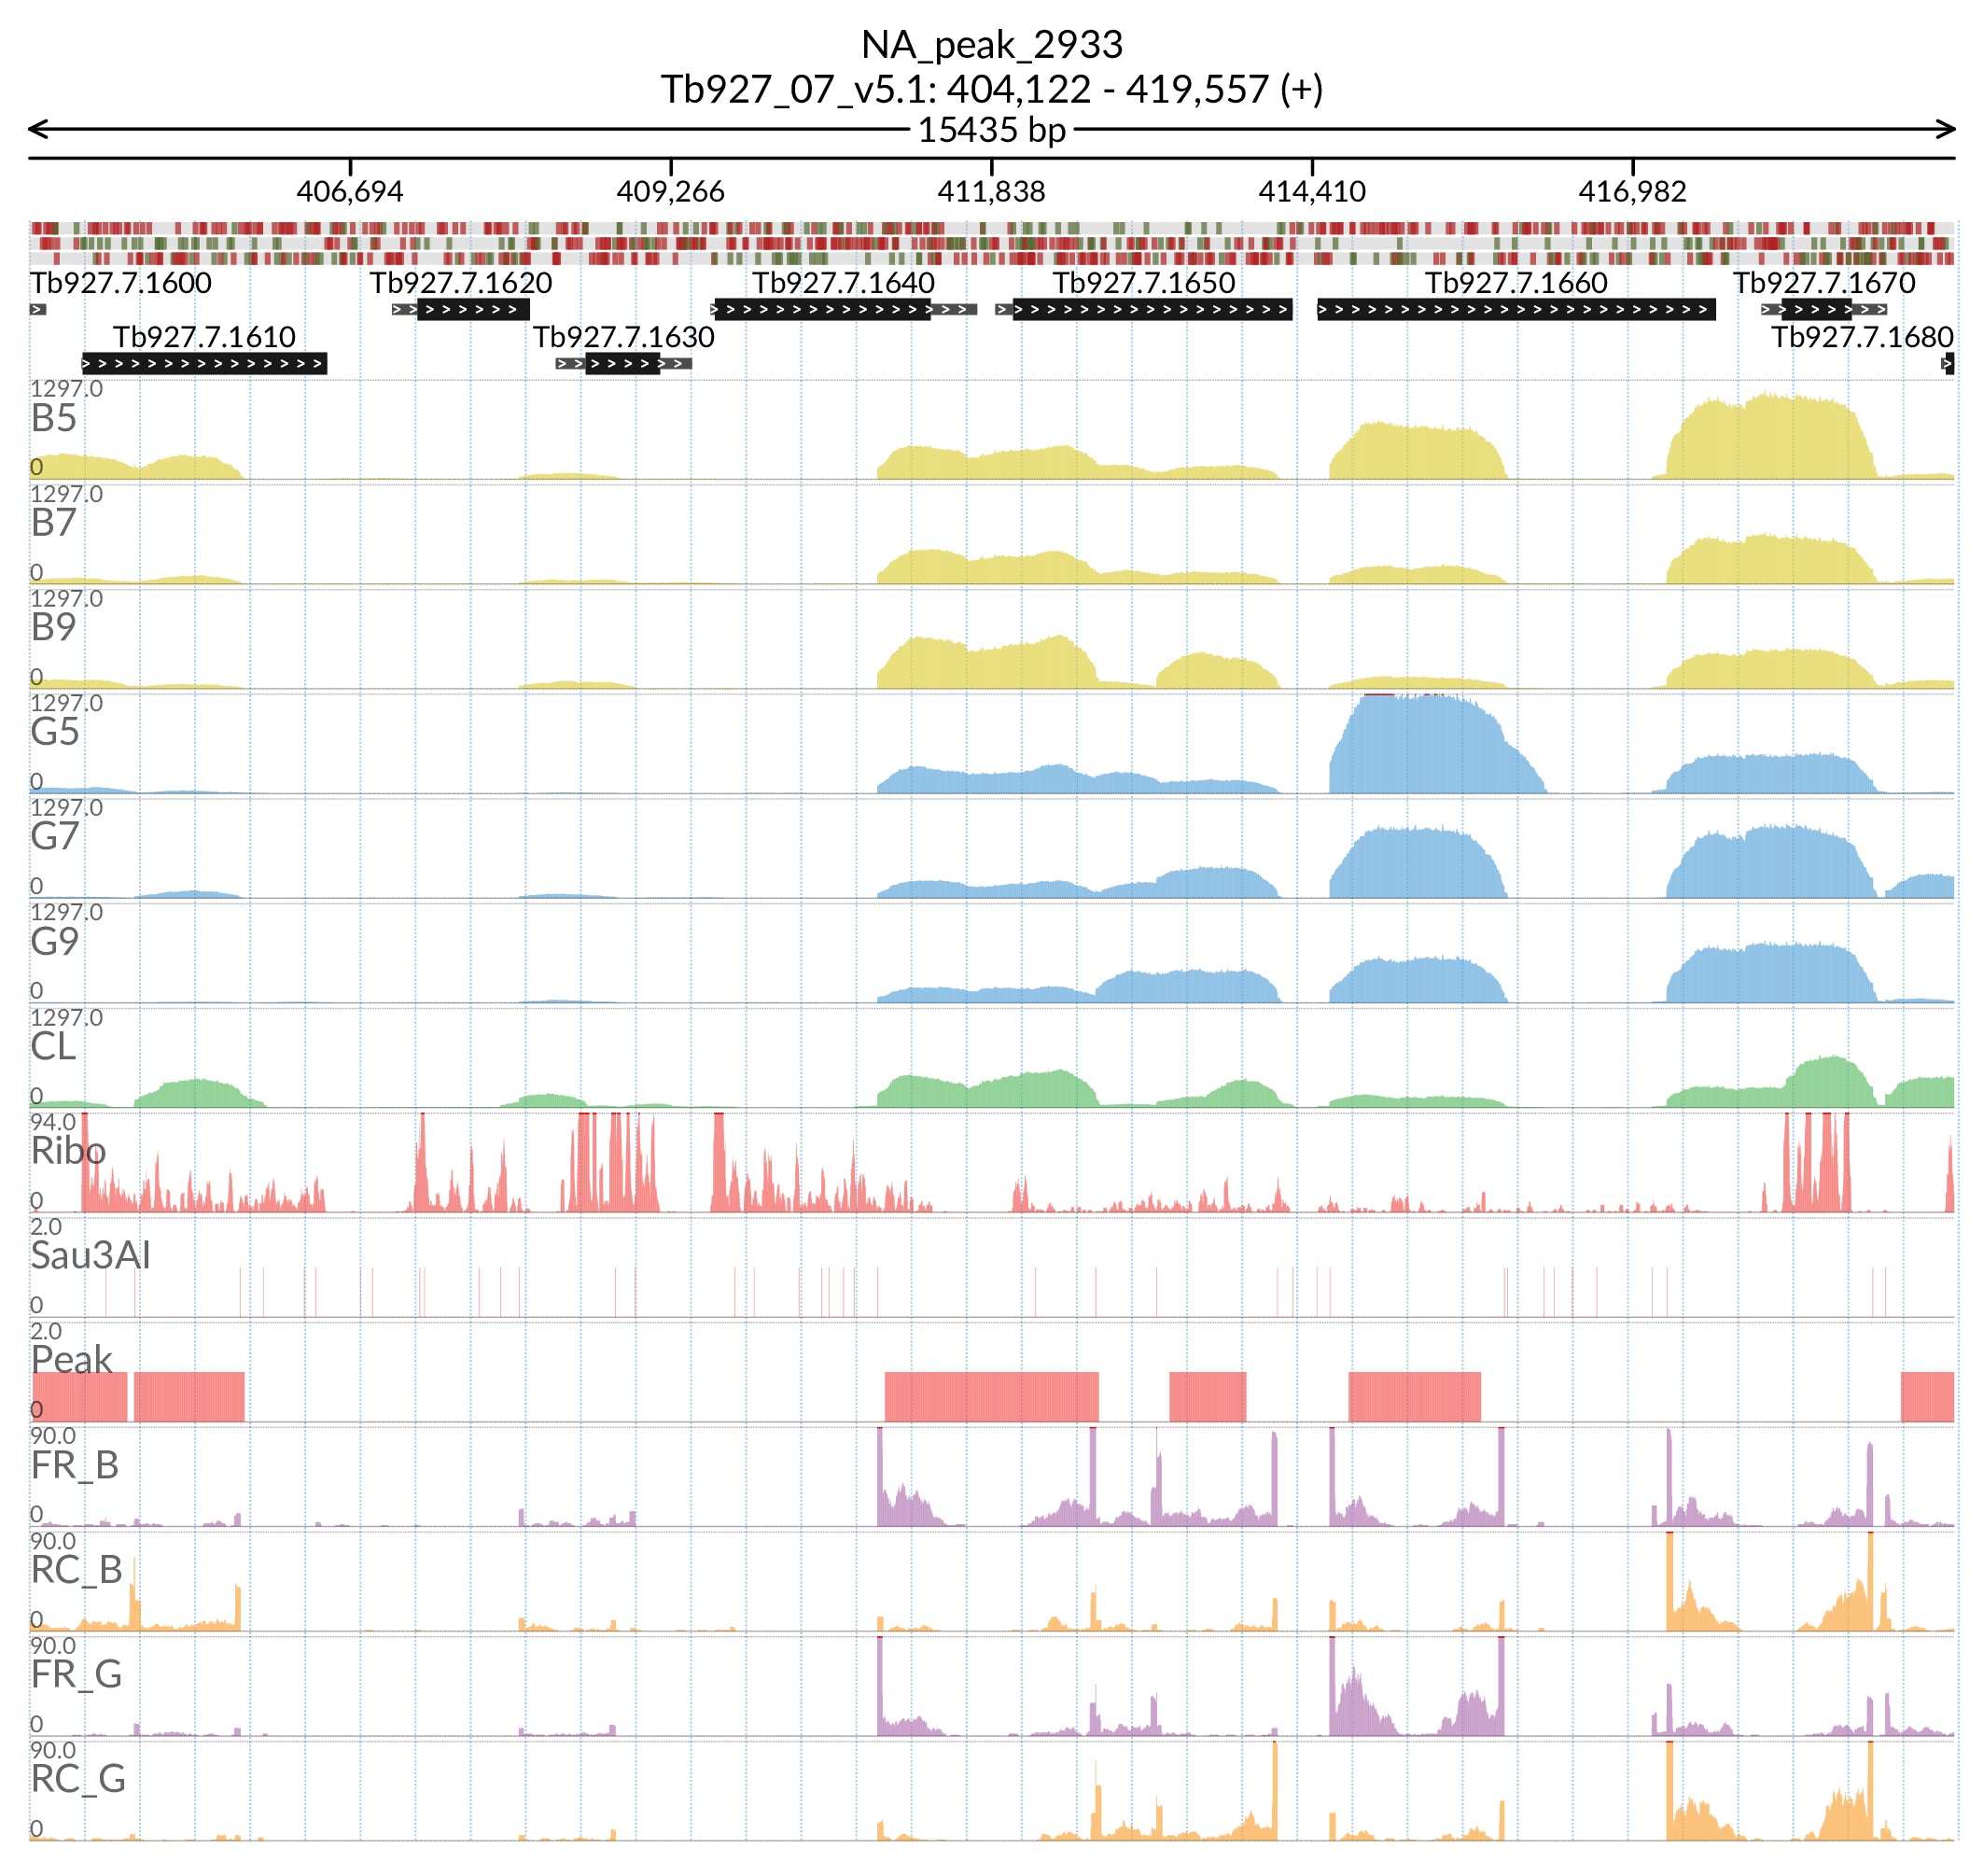 NA_peak_2933
Tb927_07_v5.1: 404,122 - 419,557 (+)
15435 bp
406,694 409,266 411,838 414,410 416,982
Tb927.7.1600 Tb927.7.1620 Tb927.7.1640 Tb927.7.1650 Tb927.7.1660 Tb927.7.1670
Tb927.7.1610 Tb927.7.1630 Tb927.7.1680
1297.0
B5
0
1297.0
B7
0
1297.0
B9
0
1297.0
G5
0
1297.0
G7
0
1297.0
G9
0
1297.0
CL
0
94.0
Ribo
0
2.0
Sau3AI
0
2.0
Peak
0
90.0
FR_B
0
90.0
RC_B
0
90.0
FR_G
0
90.0
RC_G
0